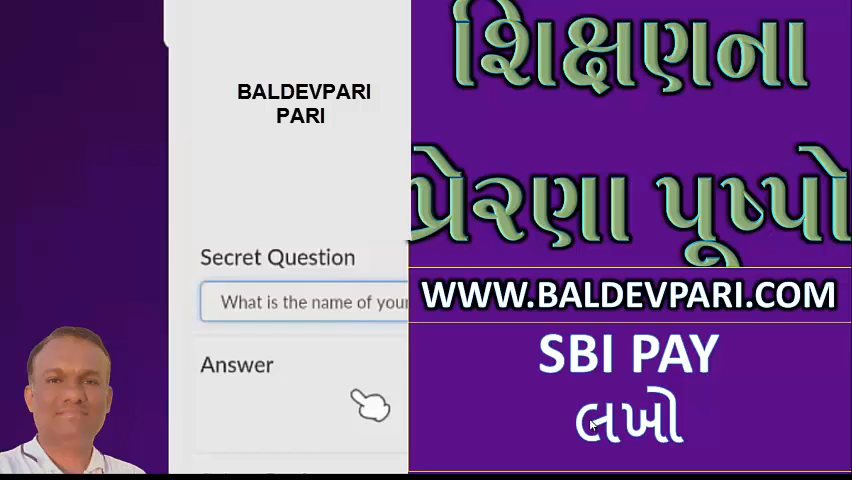 BALDEVPARI
PARI
Secret Question
What is the name of your
Answer
શિક્ષણના
પ્રેરણા પૂષ્પો
WWW.BALDEVPARI.COM
SBI PAY
લખો